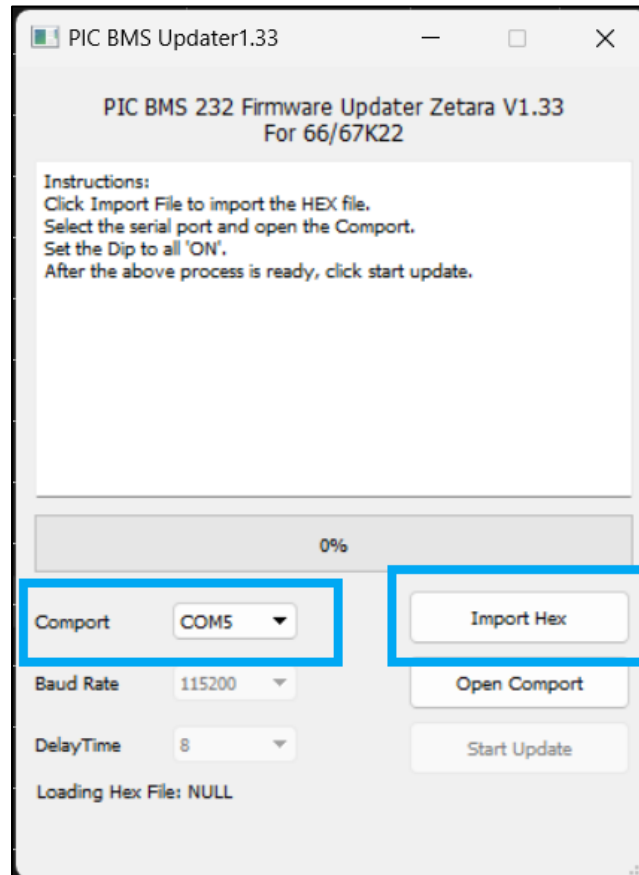 PIC BMS Updater1.33
PIC BMS 232 Firmware Updater Zetara V1.33
For 66/67K22
Instructions:
Click Import File to import the HEX file.
Select the serial port and open the Comport.
Set the Dip to all 'ON'.
After the above process is ready, click start update.
0%
Comport COM5 Import Hex
Baud Rate 115200 Open Comport
DelayTime 8 Start Update
Loading Hex File: NULL